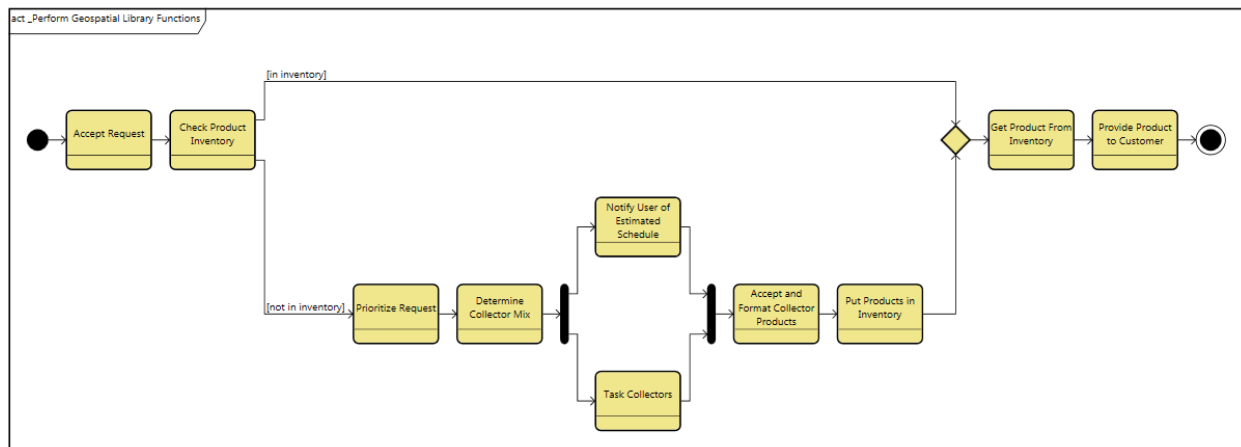 act _Perform Geospatial Library Functions
[in inventory]
Accept Request
Check Product
Inventory
Get Product From
Inventory
Provide Product
to Customer
Notify User of
Estimated
Schedule
[not in inventory]
Prioritize Request
Determine
Collector Mix
Accept and
Format Collector
Products
Put Products in
Inventory
Task Collectors